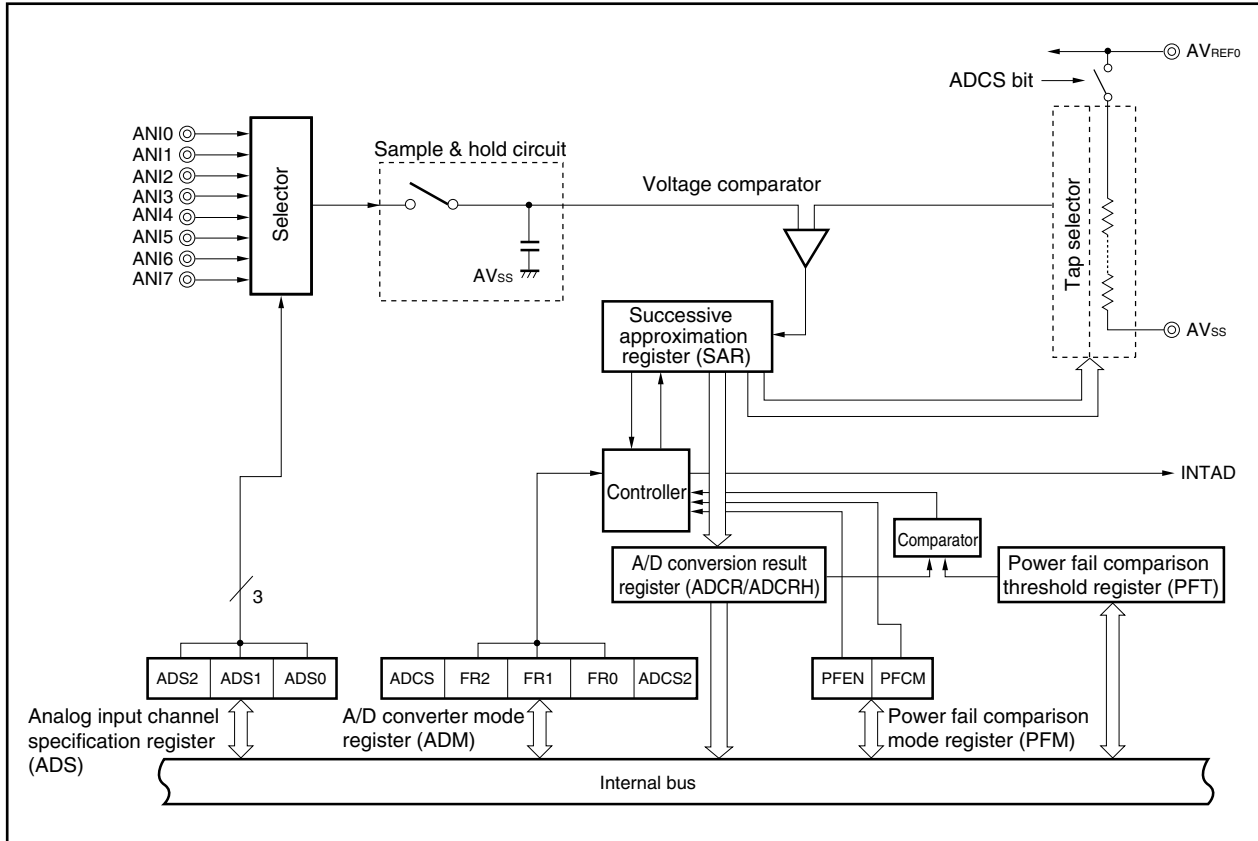 AVREF0
ADCS bit
ANI0
ANI1
ANI2
ANI3
ANI4
ANI5
ANI6
ANI7
Selector
Sample & hold circuit
AVSS
Voltage comparator
Tap selector
AVSS
Successive
approximation
register (SAR)
Controller
INTAD
Comparator
A/D conversion result
register (ADCR/ADCRH)
Power fail comparison
threshold register (PFT)
3
ADS2 ADS1 ADS0
ADCS FR2 FR1 FR0 ADCS2
PFEN PFCM
Analog input channel
specification register
(ADS)
A/D converter mode
register (ADM)
Power fail comparison
mode register (PFM)
Internal bus